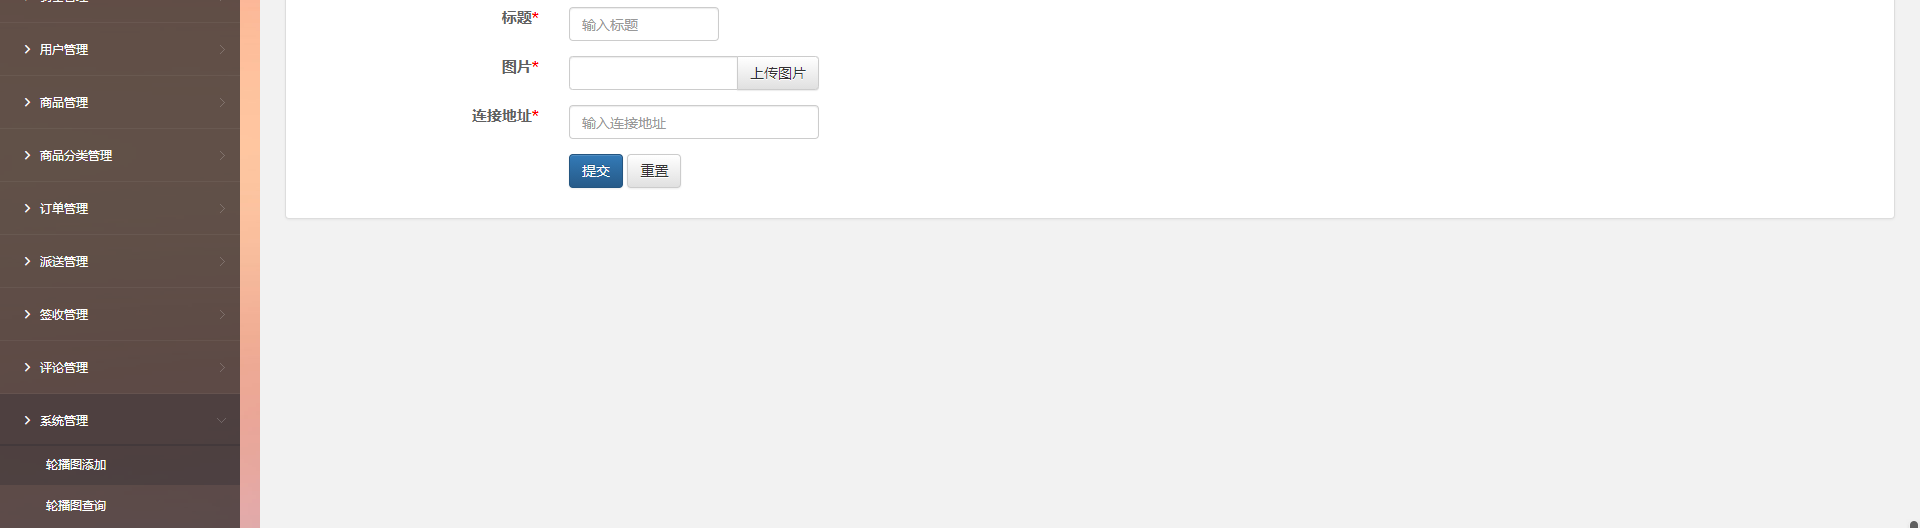 用户管理
商品管理
商品分类管理
订单管理
派送管理
签收管理
评论管理
系统管理
轮播图添加
轮播图查询
标题*
输入标题
图片*
上传图片
连接地址*
输入连接地址
提交 重置